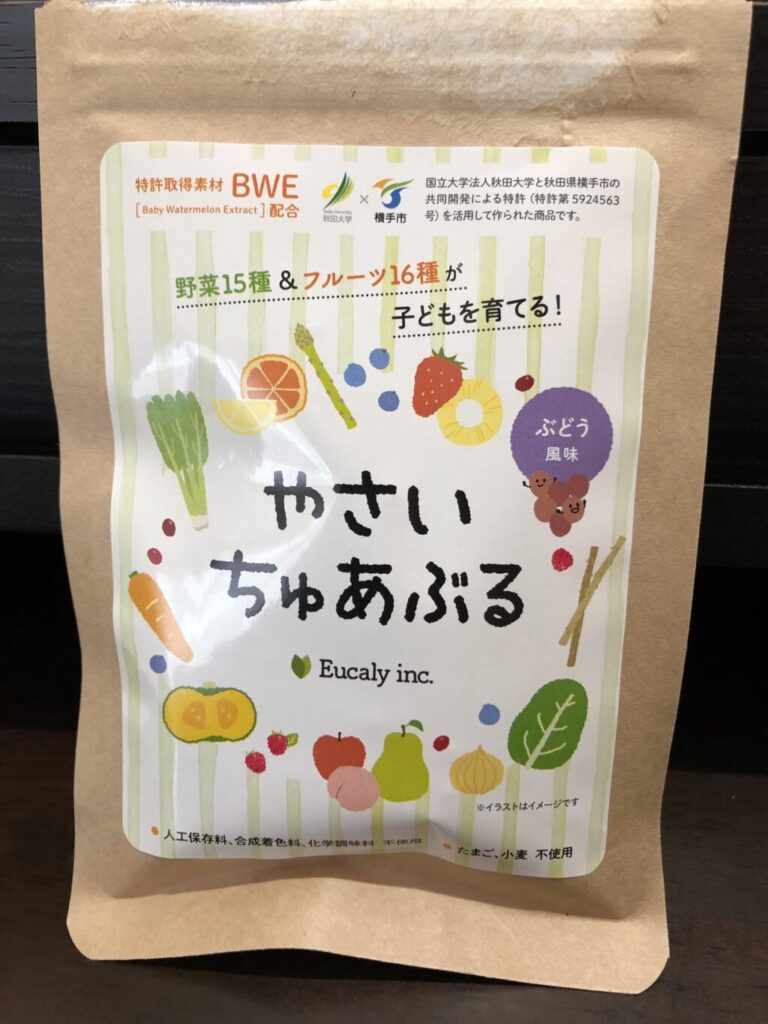 特許取得素材 BWE
[Baby Watermelon Extract] 配合
秋田大学
×
横手市
国立大学法人秋田大学と秋田県横手市の
共同開発による特許（特許第 5924563
号）を活用して作られた商品です。
野菜15種 & フルーツ16種が
子どもを育てる！
ぶどう
風味
やさい
ちゅあぶる
Eucaly inc.
※イラストはイメージです
人工保存料、合成着色料、化学調味料 不使用
たまご、小麦 不使用